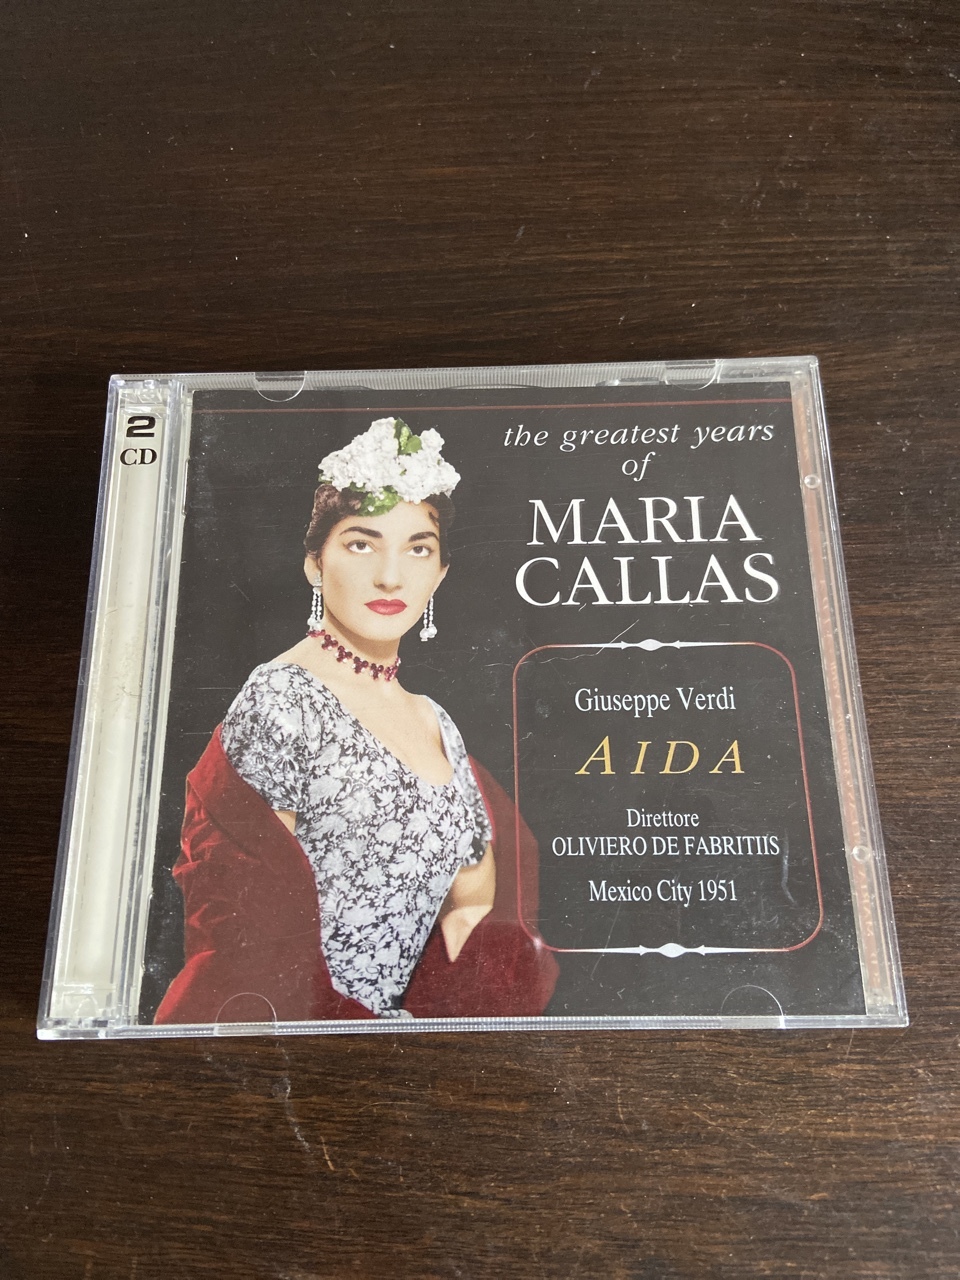 2
CD
the greatest years
of
MARIA
CALLAS
Giuseppe Verdi
AIDA
Direttore
OLIVIERO DE FABRITIIS
Mexico City 1951